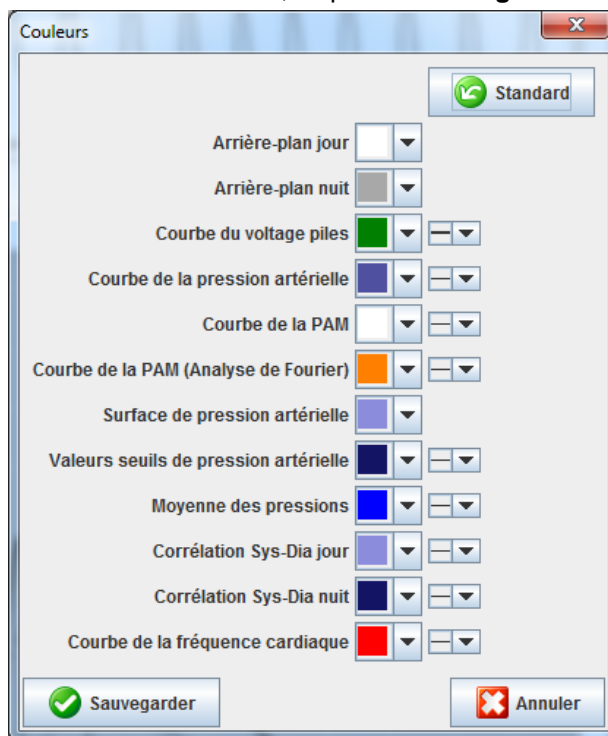 Couleurs
Standard
Arrière-plan jour
Arrière-plan nuit
Courbe du voltage piles
Courbe de la pression artérielle
Courbe de la PAM
Courbe de la PAM (Analyse de Fourier)
Surface de pression artérielle
Valeurs seuils de pression artérielle
Moyenne des pressions
Corrélation Sys-Dia jour
Corrélation Sys-Dia nuit
Courbe de la fréquence cardiaque
Sauvegarder Annuler